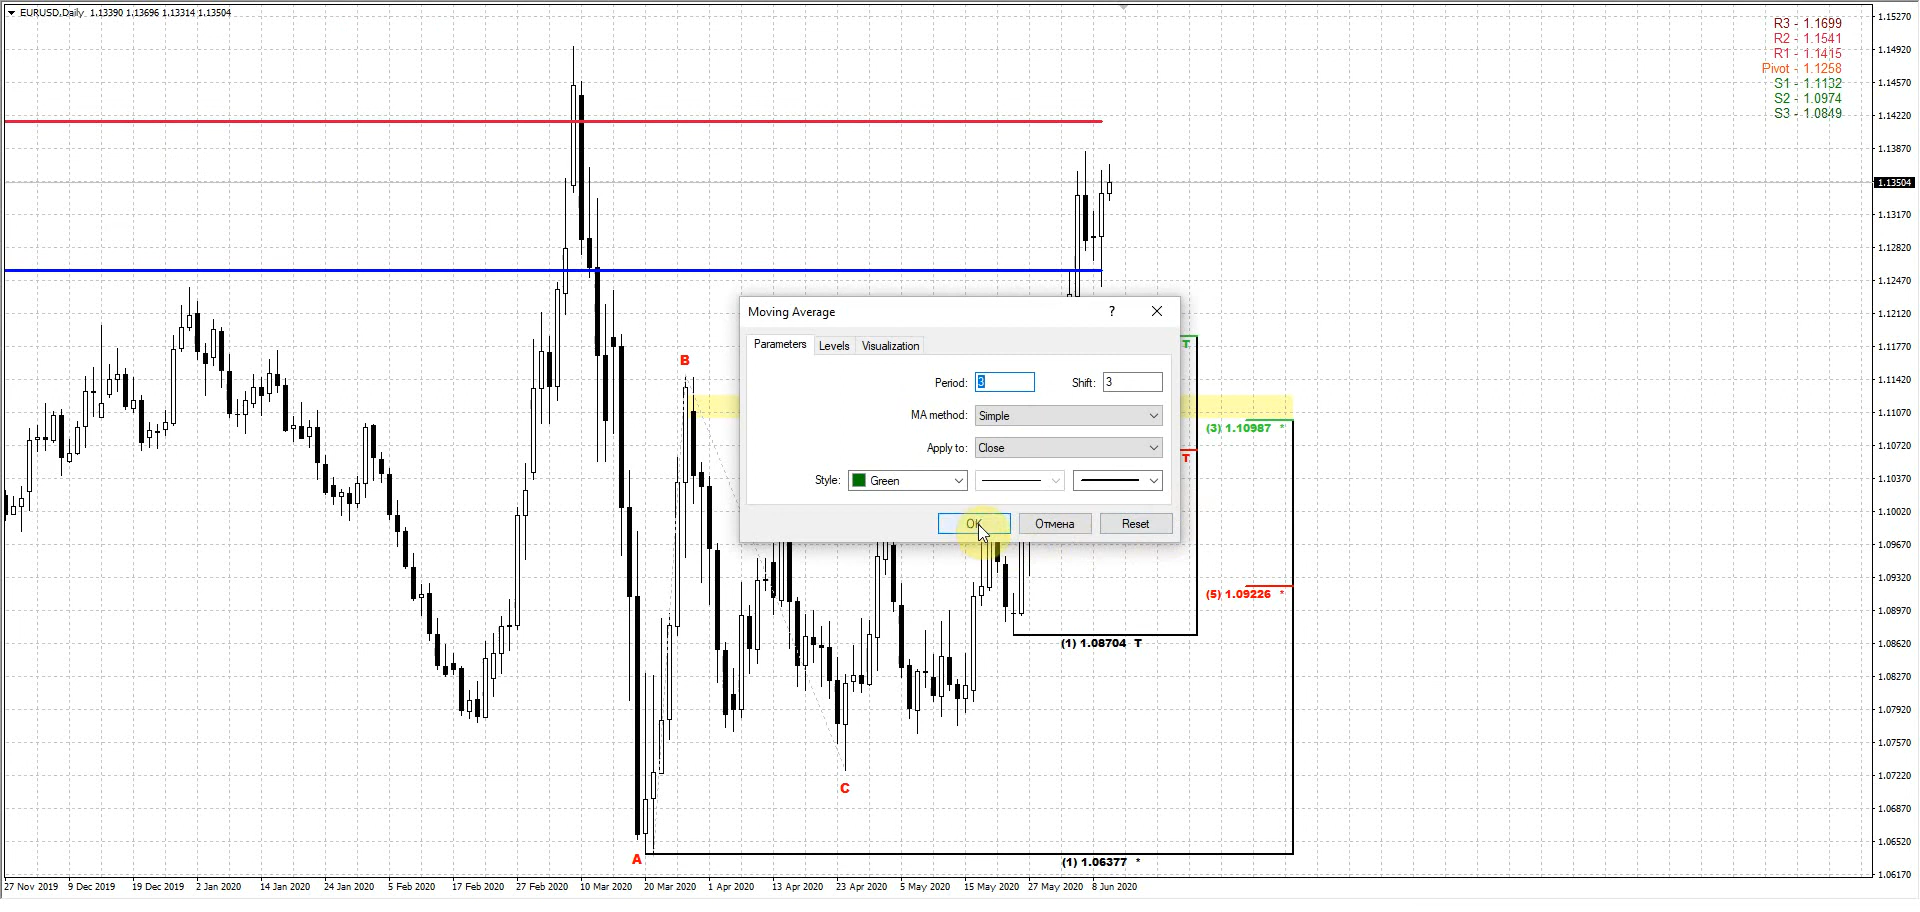 EURUSD,Daily 1.13390 1.13696 1.13314 1.13504
R3 - 1.1699
R2 - 1.1541
R1 - 1.1415
Pivot - 1.1258
S1 - 1.1132
S2 - 1.0974
S3 - 1.0849
1.15270
1.14920
1.14570
1.14220
1.13870
1.13504
1.13170
1.12820
1.12470
1.12120
1.11770
1.11420
1.11070
1.10720
1.10370
1.10020
1.09670
1.09320
1.08970
1.08620
1.08270
1.07920
1.07570
1.07220
1.06870
1.06520
1.06170
Moving Average ?
Parameters Levels Visualization
Period: 3 Shift: 3
MA method: Simple
Apply to: Close
Style: Green
OK Отмена Reset
T
B
(3) 1.10987 *
T
(5) 1.09226 *
(1) 1.08704 T
C
A
(1) 1.06377 *
27 Nov 2019 9 Dec 2019 19 Dec 2019 2 Jan 2020 14 Jan 2020 24 Jan 2020 5 Feb 2020 17 Feb 2020 27 Feb 2020 10 Mar 2020 20 Mar 2020 1 Apr 2020 13 Apr 2020 23 Apr 2020 5 May 2020 15 May 2020 27 May 2020 8 Jun 2020